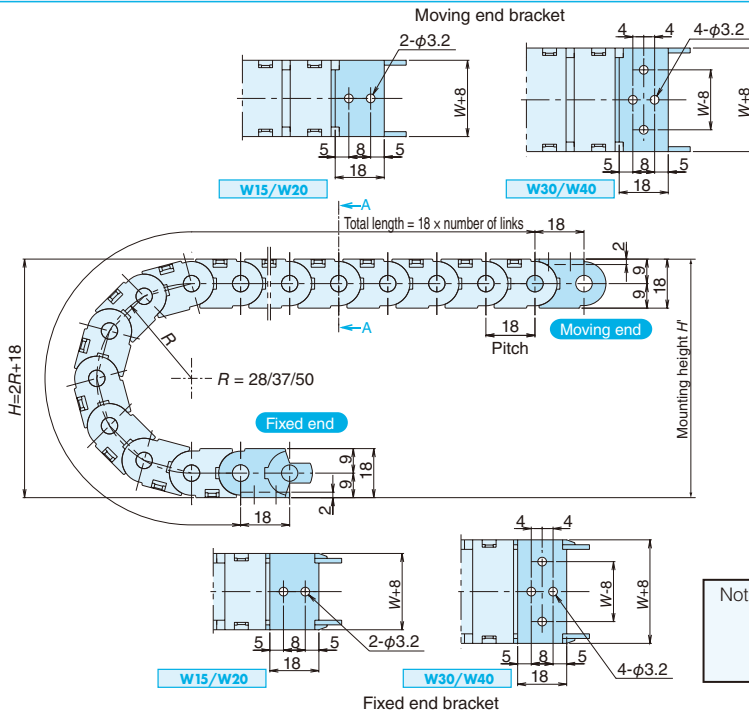 Moving end bracket
2-φ3.2
W+8
5 8 5
18
W15/W20
4 4
4-φ3.2
W-8
W+8
5 8 5
18
W30/W40
A
Total length = 18 x number of links
18
2
9
9
18
A
18
Pitch
Moving end
H=2R+18
R
R = 28/37/50
Mounting height H'
Fixed end
9
9
18
2
18
W+8
2-φ3.2
5 8 5
18
W15/W20
4 4
W-8
W+8
5 8 5
18
4-φ3.2
W30/W40
Fixed end bracket